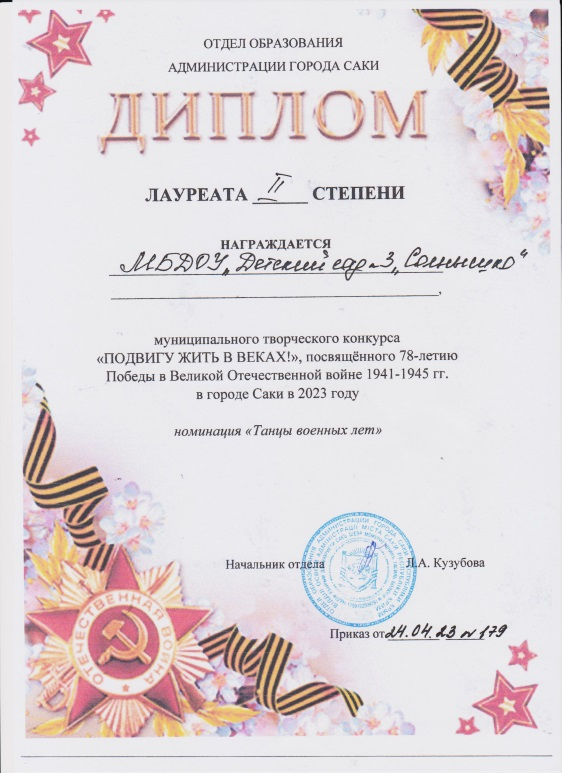 ОТДЕЛ ОБРАЗОВАНИЯ
АДМИНИСТРАЦИИ ГОРОДА САКИ
ДИПЛОМ
ЛАУРЕАТА II СТЕПЕНИ
НАГРАЖДАЕТСЯ
МБДОУ „Детский сад №3 „Солнышко“
,
муниципального творческого конкурса
«ПОДВИГУ ЖИТЬ В ВЕКАХ!», посвящённого 78-летию
Победы в Великой Отечественной войне 1941-1945 гг.
в городе Саки в 2023 году
номинация «Танцы военных лет»
Начальник отдела Л.А. Кузубова
Приказ от 24.04.23 № 179
ОТЕЧЕСТВЕННАЯ ВОЙНА